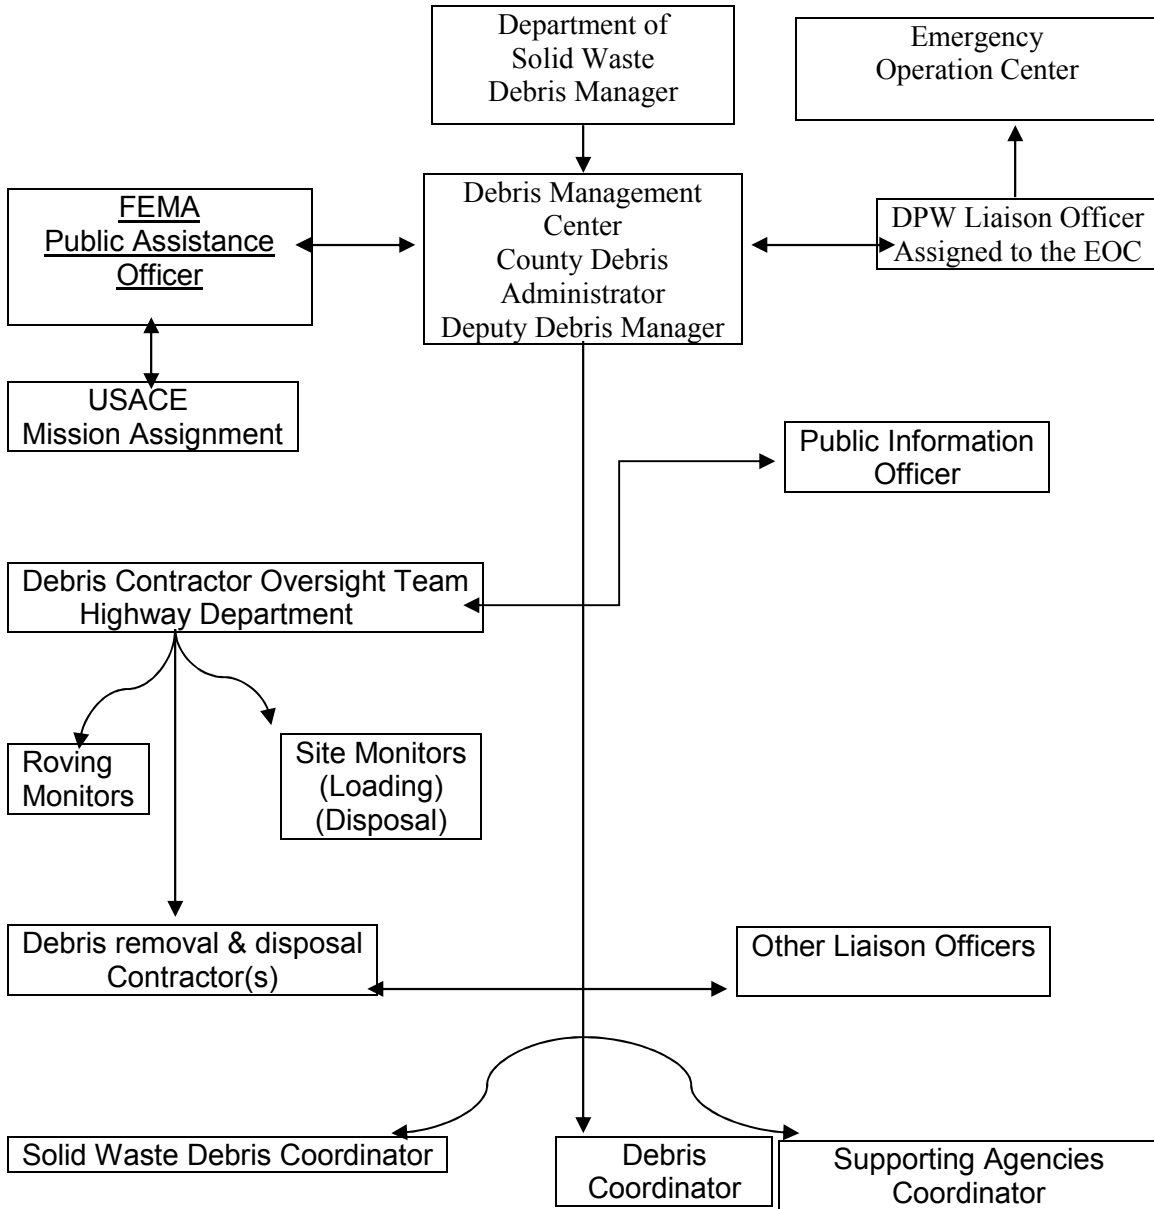 Department of
Solid Waste
Debris Manager
Emergency
Operation Center
FEMA
Public Assistance
Officer
Debris Management
Center
County Debris
Administrator
Deputy Debris Manager
DPW Liaison Officer
Assigned to the EOC
USACE
Mission Assignment
Public Information
Officer
Debris Contractor Oversight Team
Highway Department
Roving
Monitors
Site Monitors
(Loading)
(Disposal)
Debris removal & disposal
Contractor(s)
Other Liaison Officers
Solid Waste Debris Coordinator
Debris
Coordinator
Supporting Agencies
Coordinator